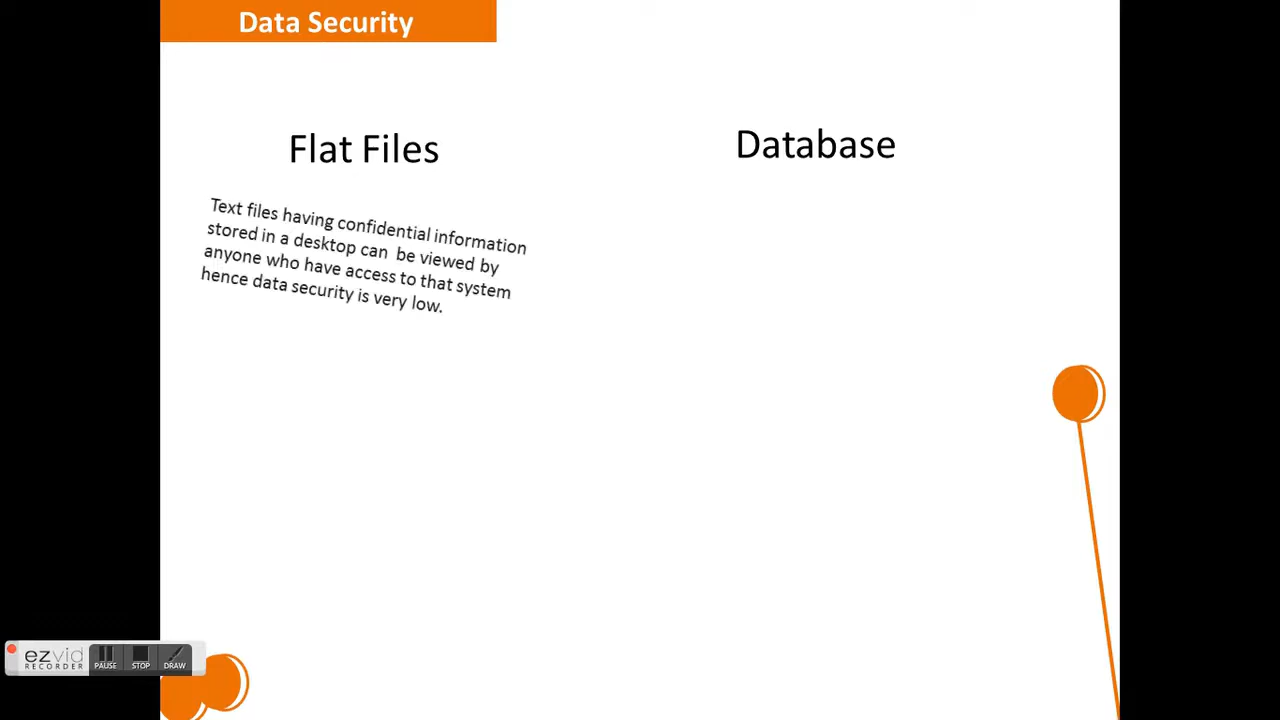 Data Security
Flat Files
Database
Text files having confidential information
stored in a desktop can be viewed by
anyone who have access to that system
hence data security is very low.
ezvid
RECORDER
PAUSE
STOP
DRAW